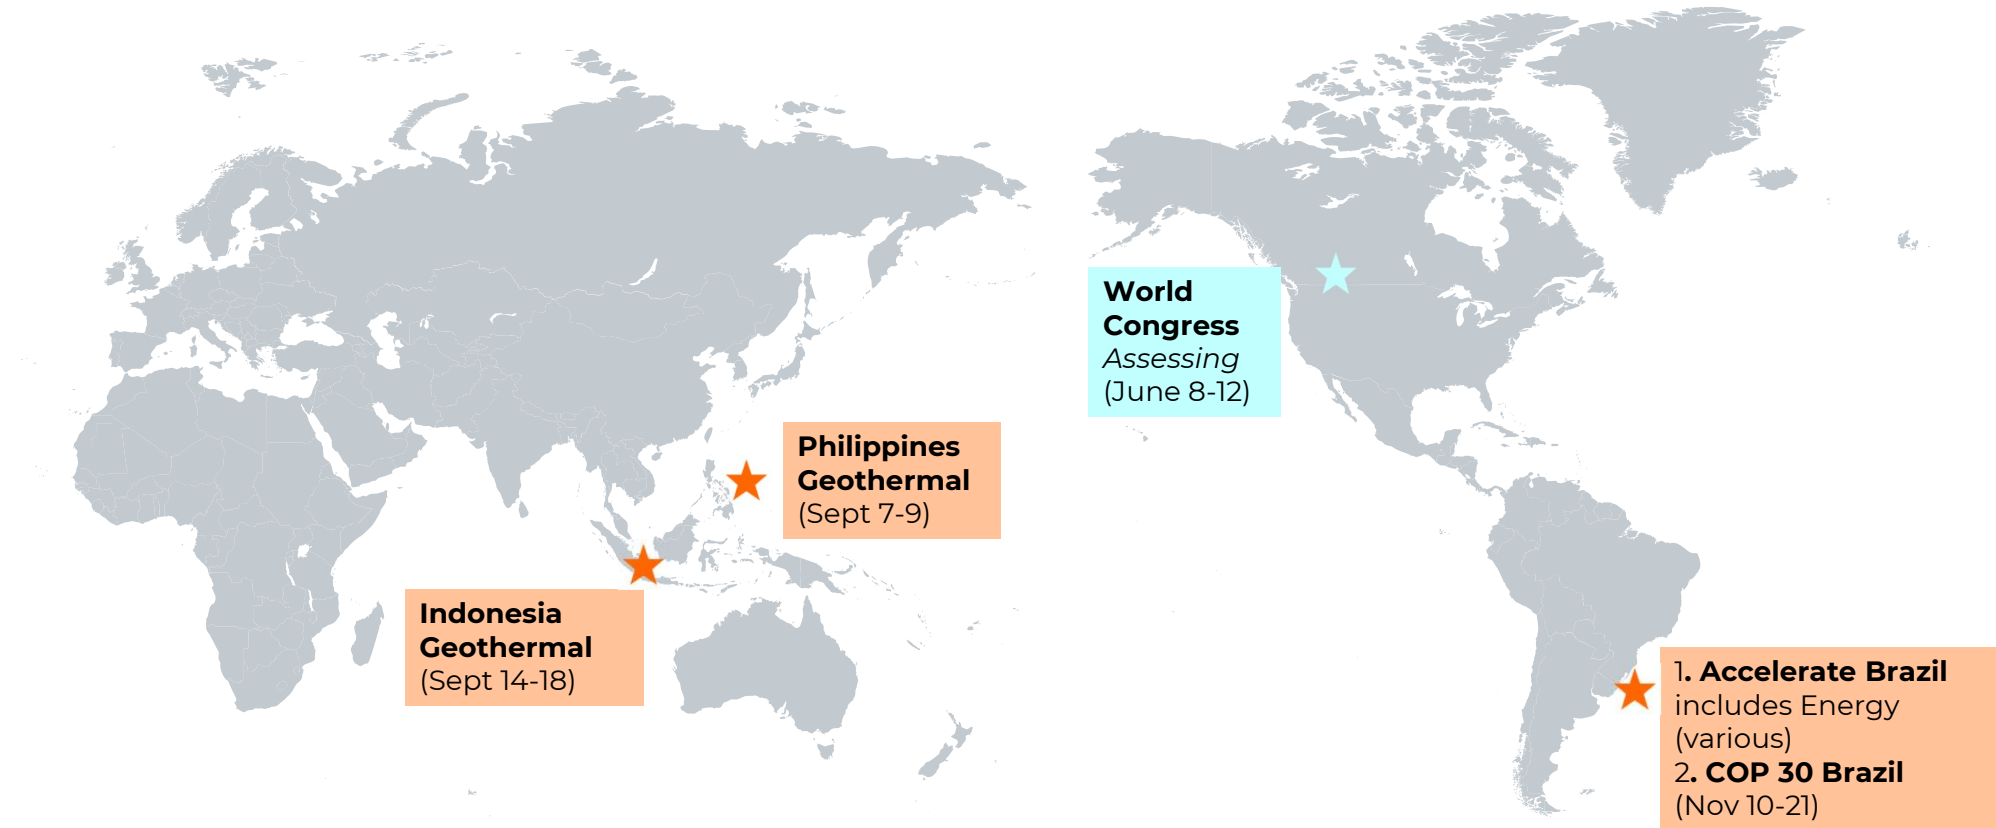 World
Congress
Assessing
(June 8-12)
Philippines
Geothermal
(Sept 7-9)
Indonesia
Geothermal
(Sept 14-18)
1. Accelerate Brazil
includes Energy
(various)
2. COP 30 Brazil
(Nov 10-21)